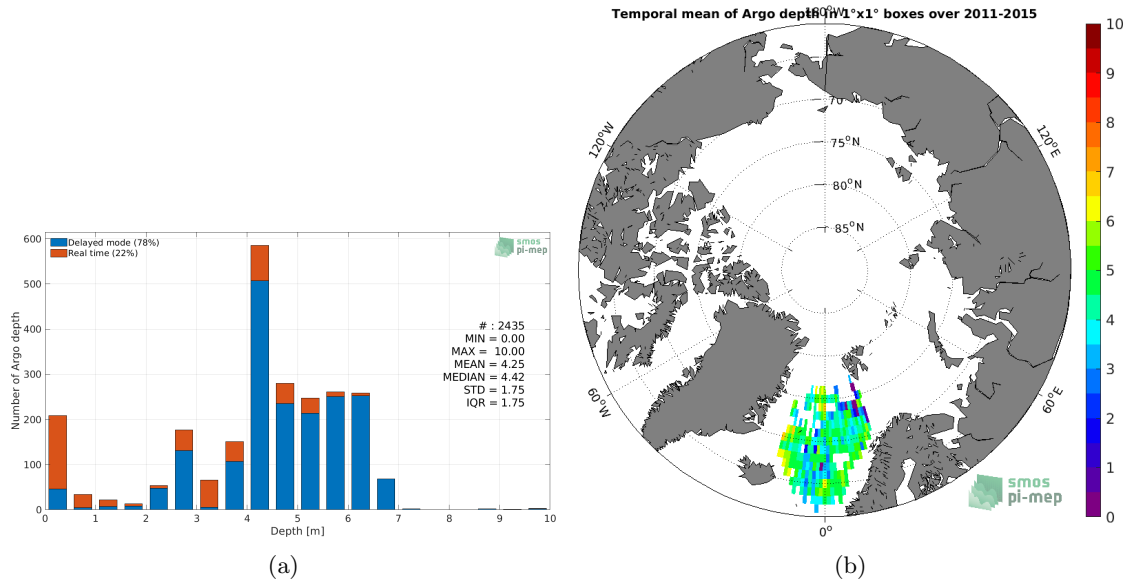 Delayed mode (78%)
Real time (22%)
smos
pi-mep
Number of Argo depth
600
500
400
300
200
100
0
# : 2435
MIN = 0.00
MAX = 10.00
MEAN = 4.25
MEDIAN = 4.42
STD = 1.75
IQR = 1.75
0 1 2 3 4 5 6 7 8 9 10
Depth [m]
(a)
Temporal mean of Argo depth in 1°x1° boxes over 2011-2015
180°W
120°W
120°E
70°N
75°N
80°N
85°N
60°W
60°E
0°
smos
pi-mep
10
9
8
7
6
5
4
3
2
1
0
(b)